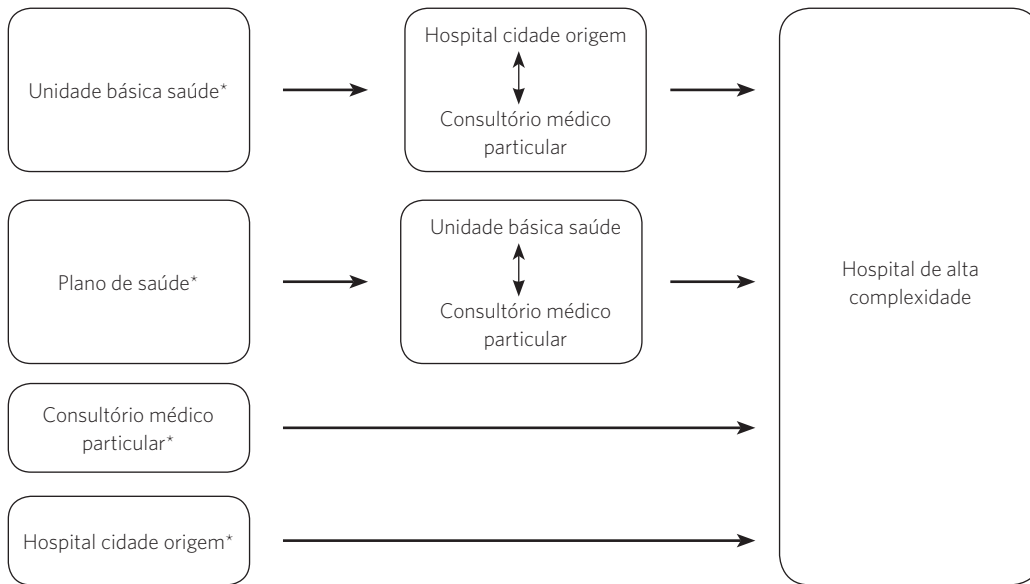 Unidade básica saúde*
Hospital cidade origem
Consultório médico
particular
Plano de saúde*
Unidade básica saúde
Consultório médico
particular
Hospital de alta
complexidade
Consultório médico
particular*
Hospital cidade origem*